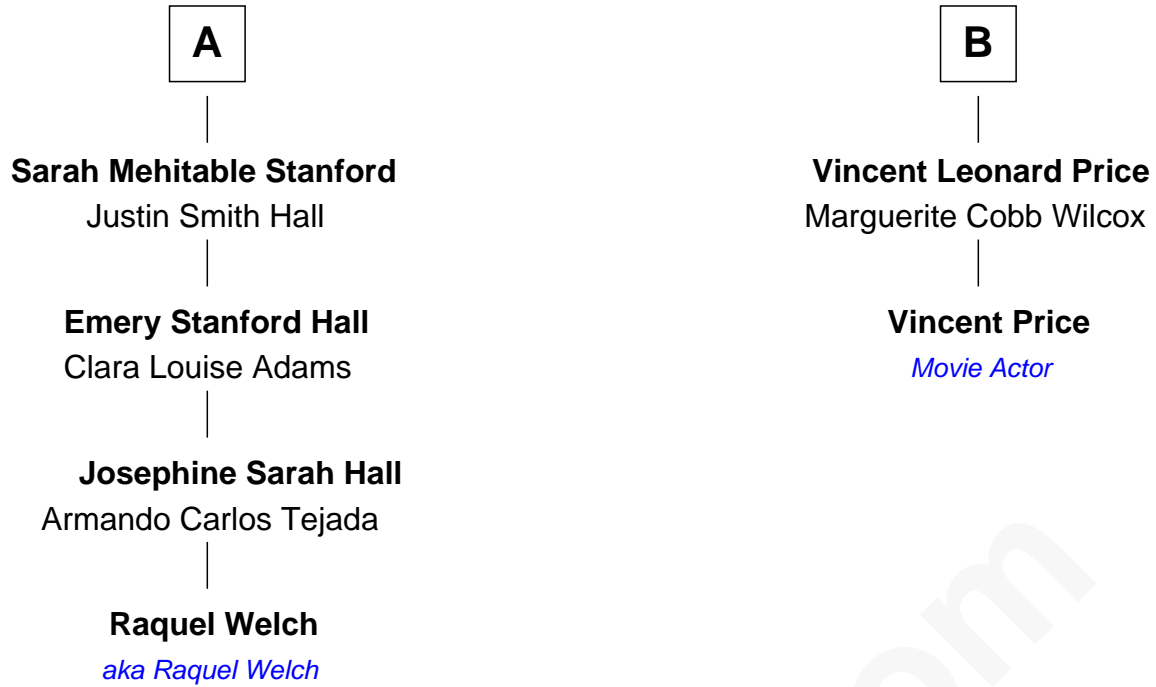 A
Sarah Mehitable Stanford
Justin Smith Hall
Emery Stanford Hall
Clara Louise Adams
Josephine Sarah Hall
Armando Carlos Tejada
Raquel Welch
aka Raquel Welch
B
Vincent Leonard Price
Marguerite Cobb Wilcox
Vincent Price
Movie Actor
om